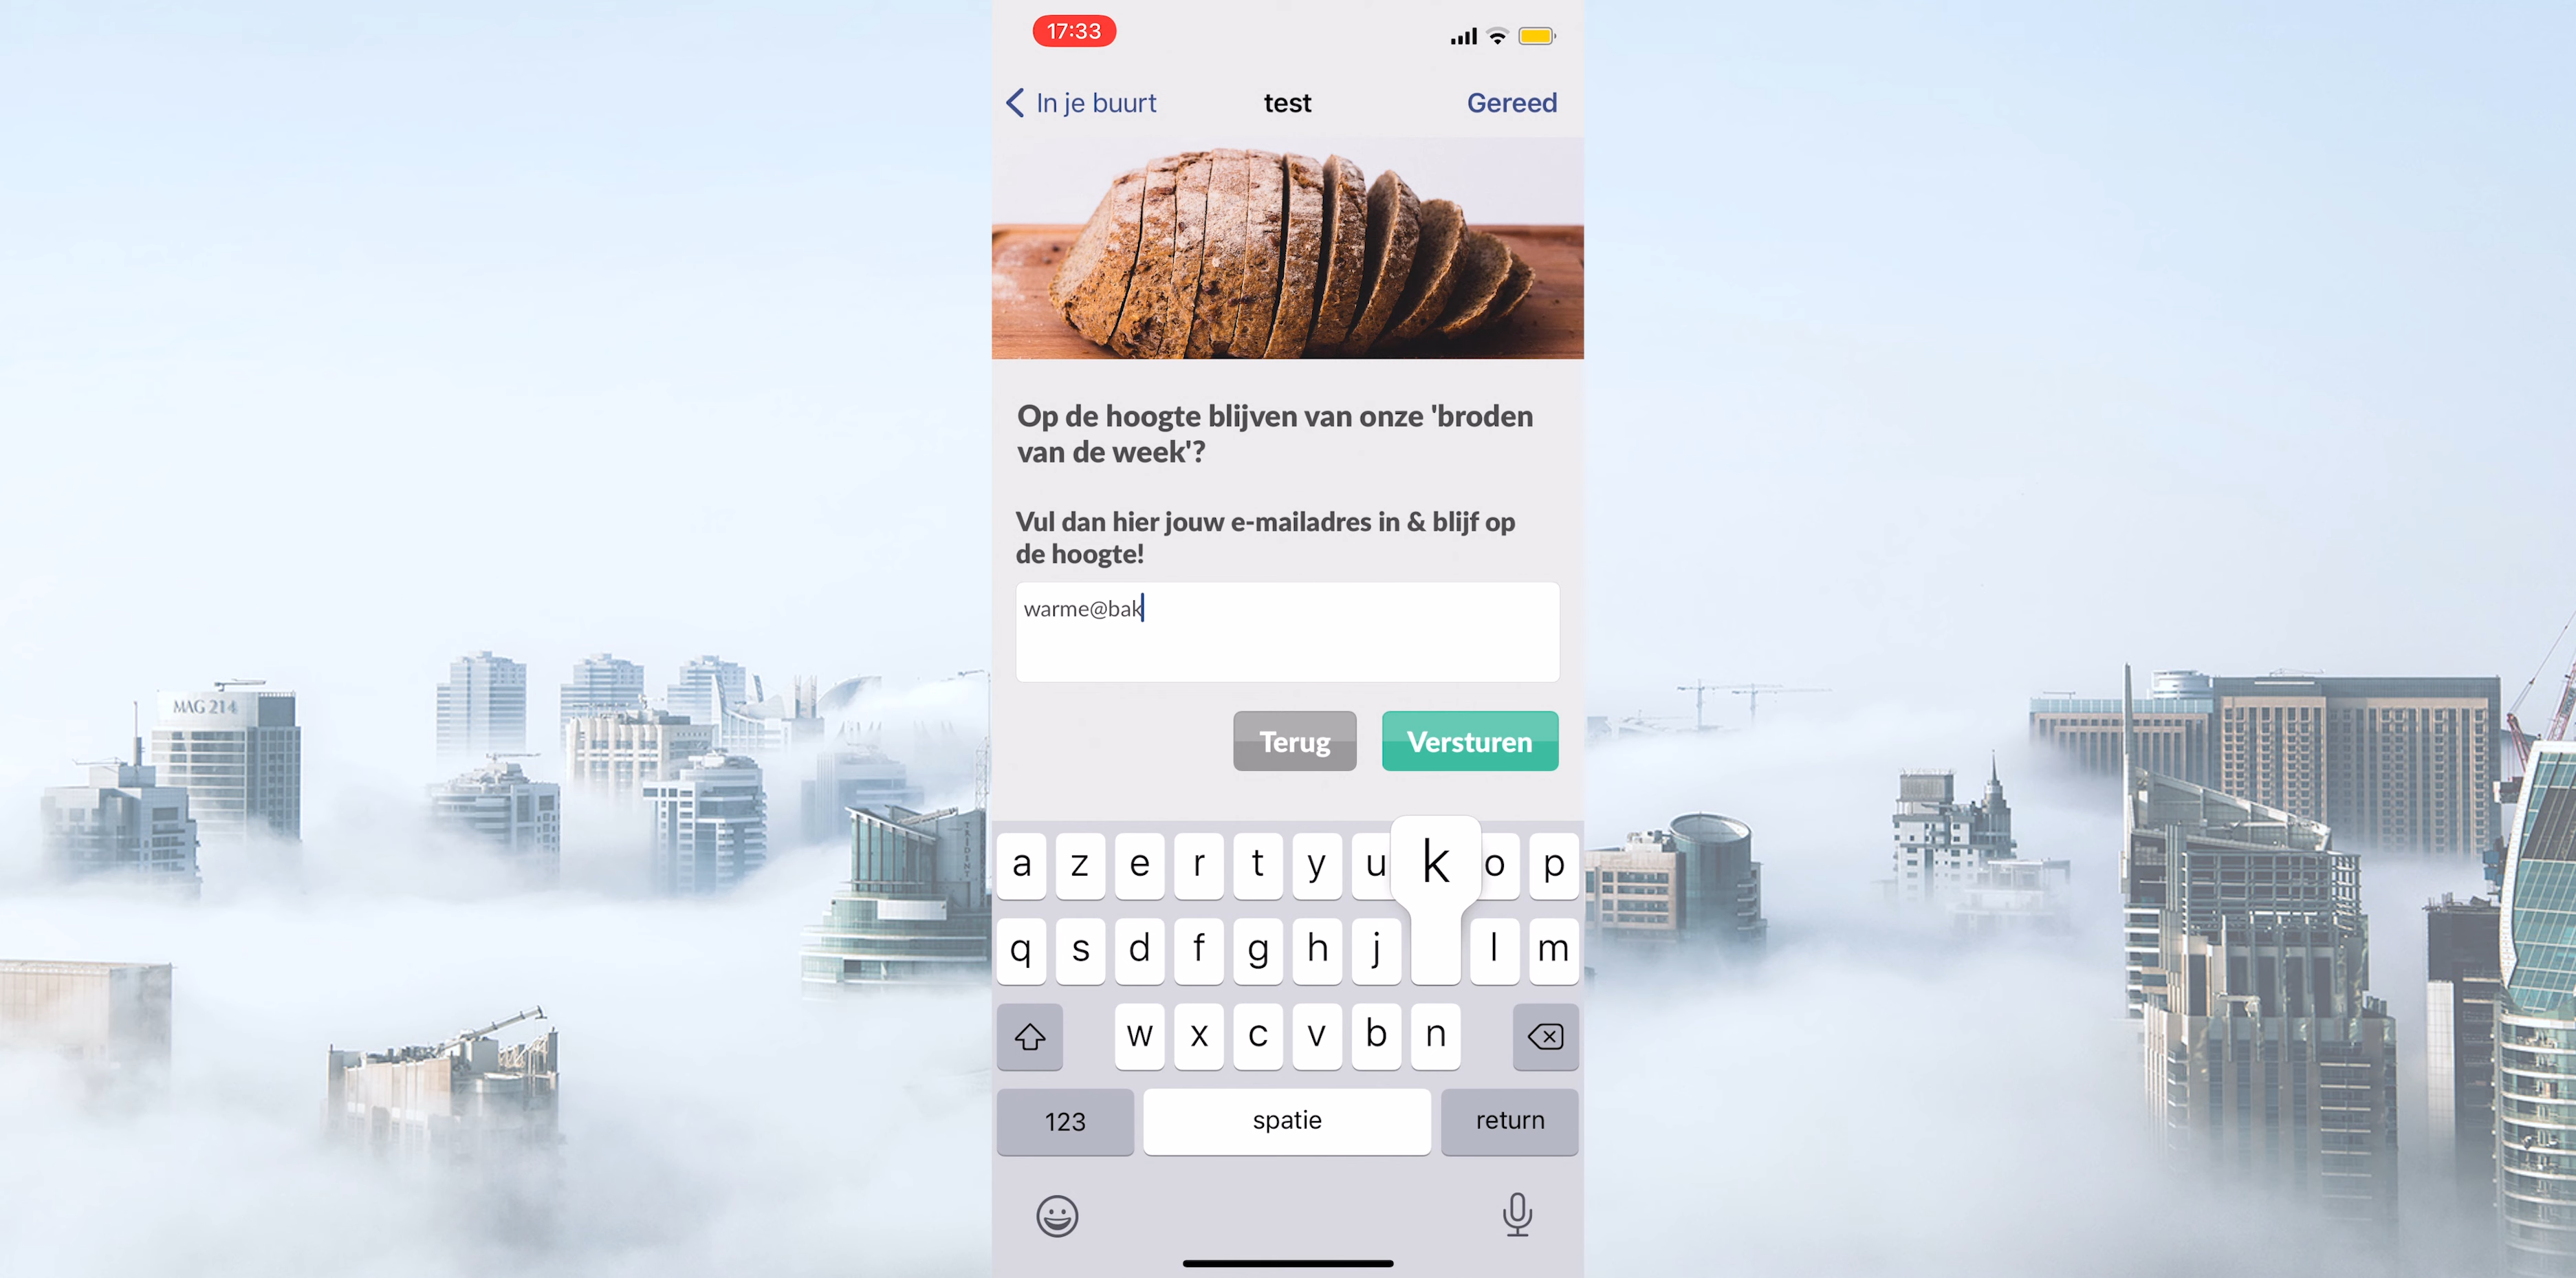 17:33
In je buurt
test
Gereed
Op de hoogte blijven van onze 'broden
van de week'?
Vul dan hier jouw e-mailadres in & blijf op
de hoogte!
warme@bak
Terug
Versturen
a z e r t y u k o p
q s d f g h j l m
w x c v b n
123
spatie
return
MAG 214
TRIDENT